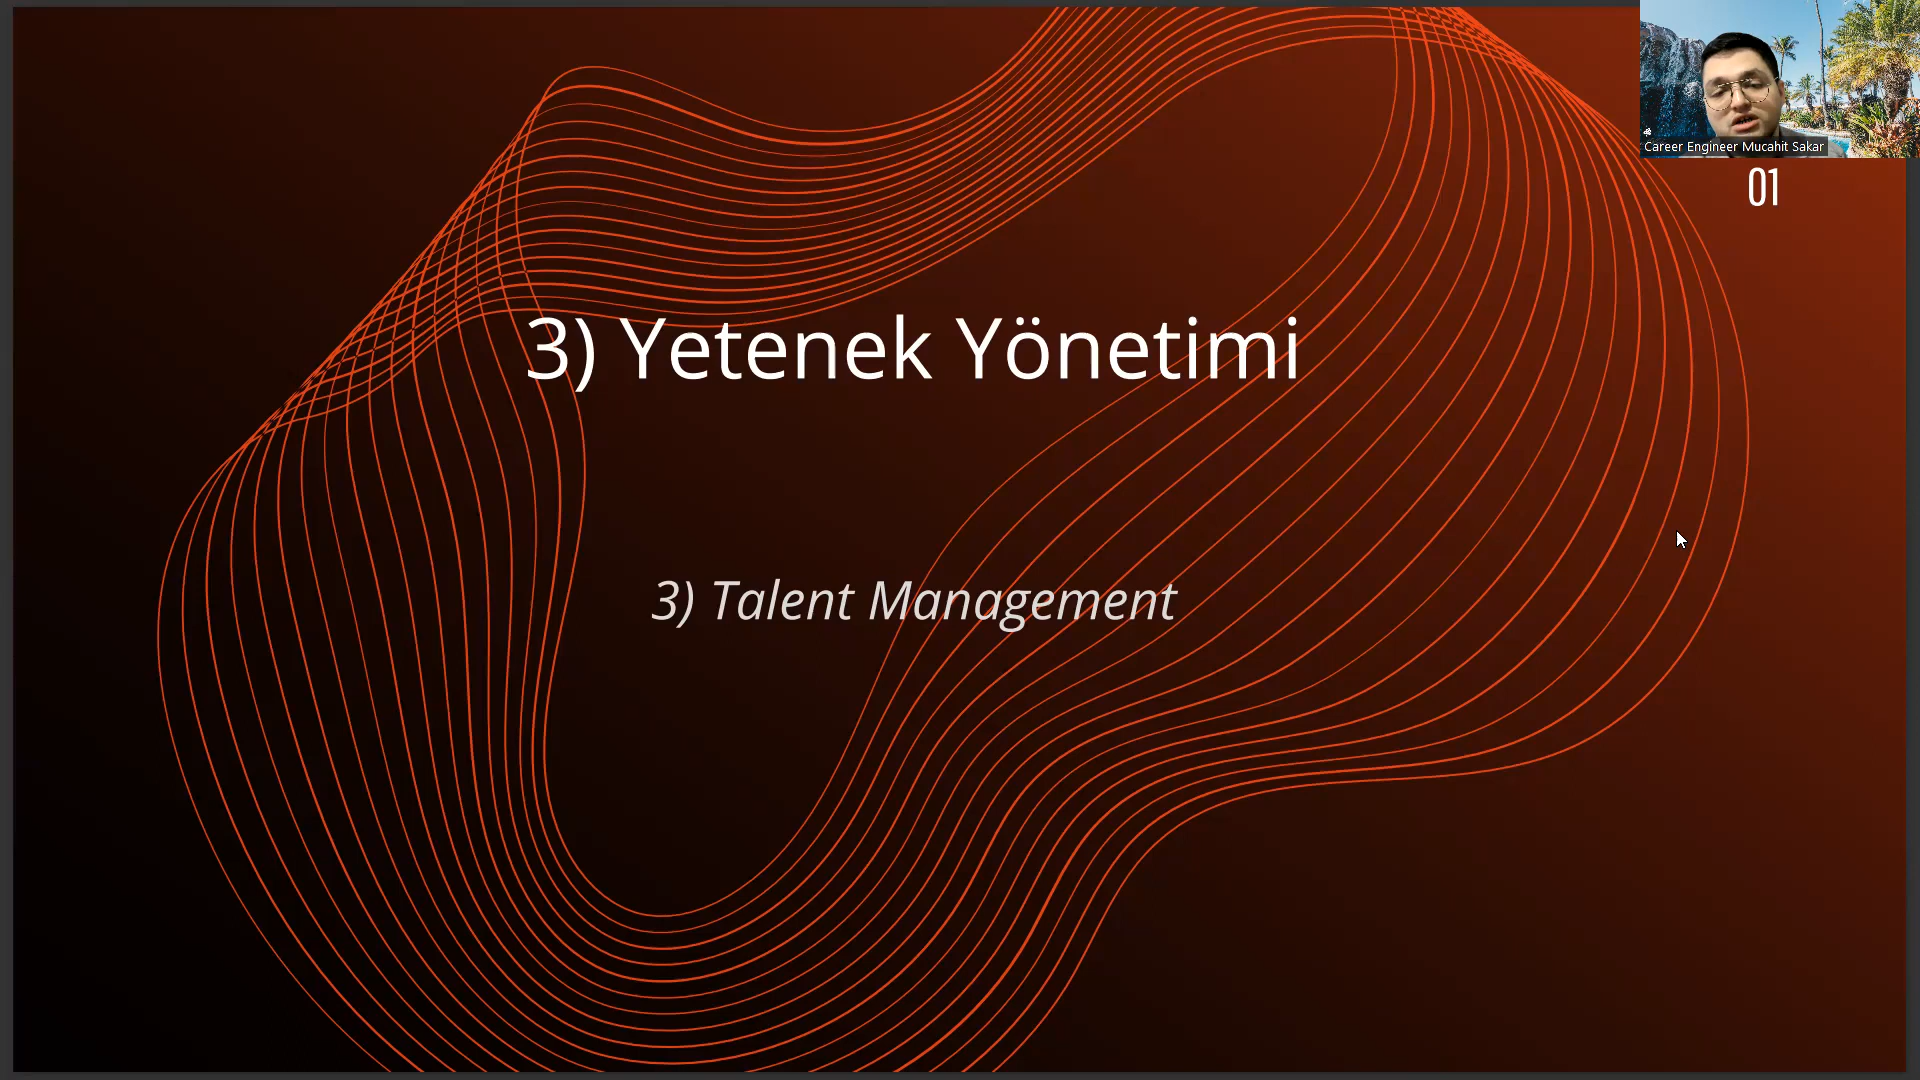 Career Engineer Mucahit Sakar
01
3) Yetenek Yönetimi
3) Talent Management